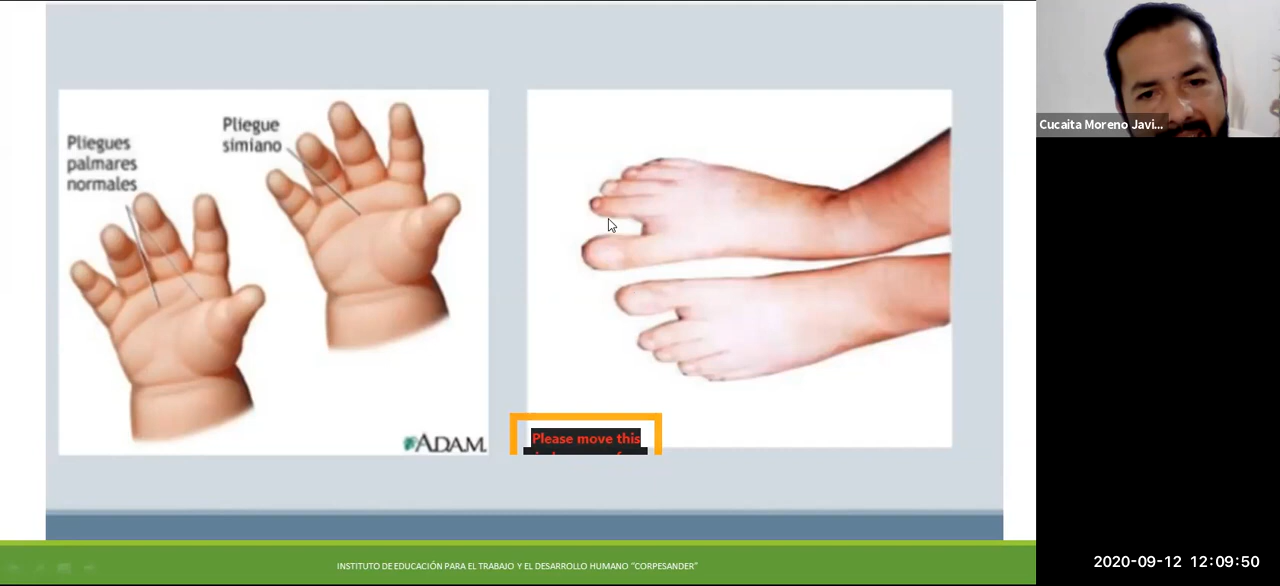 Pliegue
simiano
Pliegues
palmares
normales
ADAM
Please move this
INSTITUTO DE EDUCACIÓN PARA EL TRABAJO Y EL DESARROLLO HUMANO “CORPESANDER”
Cucaita Moreno Javi...
2020-09-12 12:09:50